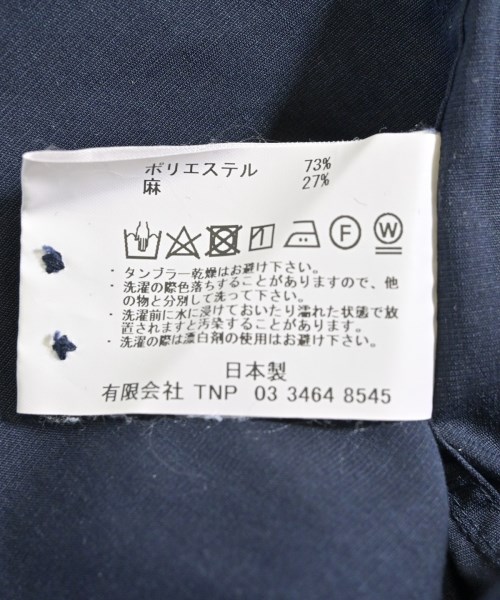 ポリエステル 73%
麻 27%
F W
・タンブラー乾燥はお避け下さい。
・洗濯の際色落ちすることがありますので、他
の物と分別して洗って下さい。
・洗濯前に水に浸けておいたり濡れた状態で放
置されますと汚染することがあります。
・洗濯の際は漂白剤の使用はお避け下さい。
日本製
有限会社 TNP 03 3464 8545